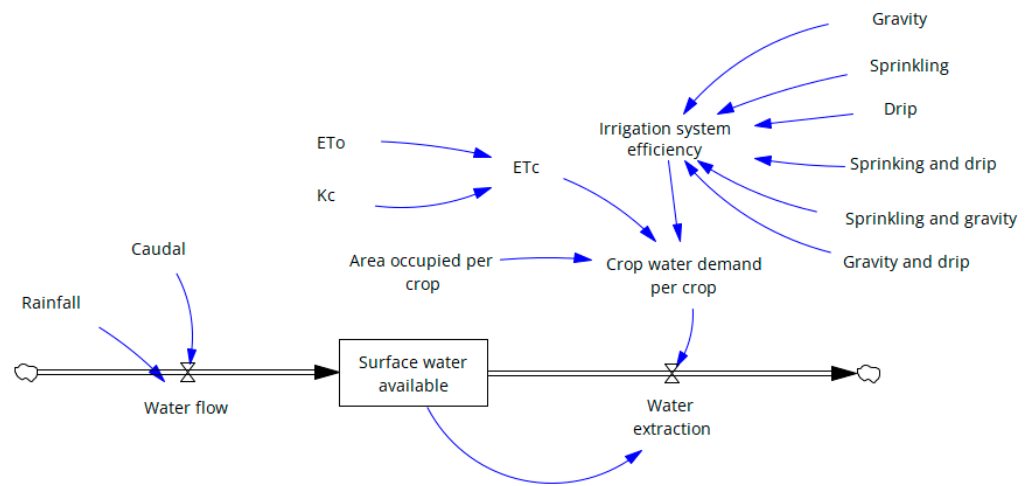 Gravity
Sprinkling
Drip
Irrigation system
efficiency
ETo
ETc
Sprinking and drip
Kc
Sprinkling and gravity
Caudal
Area occupied per
crop
Crop water demand
per crop
Gravity and drip
Rainfall
Surface water
available
Water flow
Water
extraction